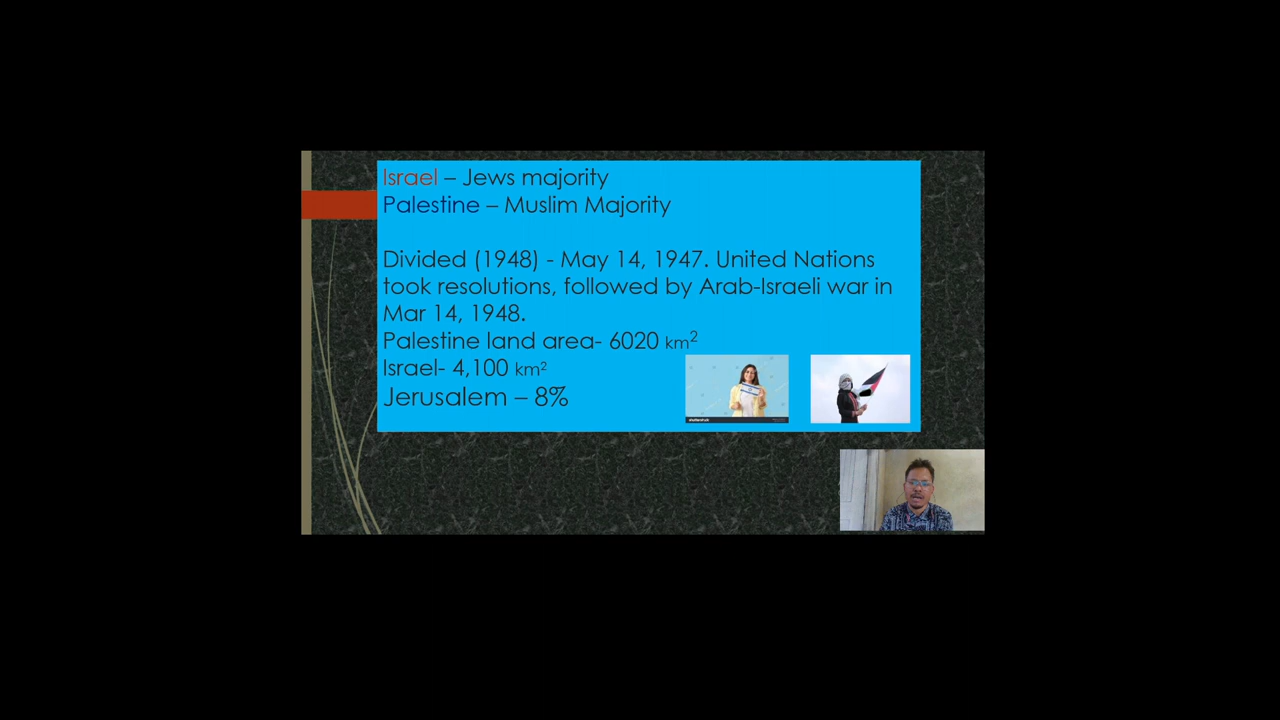 Israel – Jews majority
Palestine – Muslim Majority
Divided (1948) - May 14, 1947. United Nations
took resolutions, followed by Arab-Israeli war in
Mar 14, 1948.
Palestine land area- 6020 km²
Israel- 4,100 km²
Jerusalem – 8%